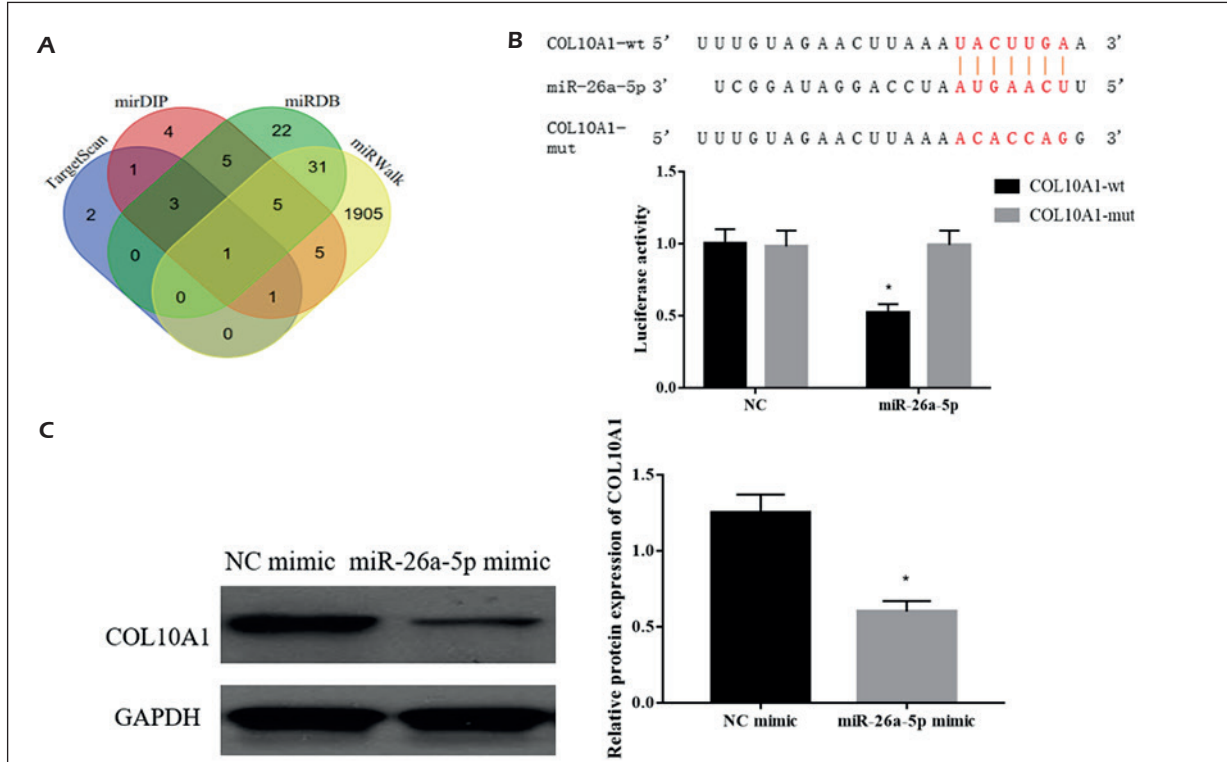 A
mirDIP
miRDB
TargetScan
miRWalk
4
22
1
5
31
2
3
5
1905
0
1
5
0
1
0
B
COL10A1-wt 5' U U U G U A G A A C U U A A A U A C U U G A A 3'
miR-26a-5p 3' U C G G A U A G G A C C U A A U G A A C U U 5'
COL10A1-mut 5' U U U G U A G A A C U U A A A A C A C C A G G 3'
COL10A1-wt
COL10A1-mut
Luciferase activity
1.5
1.0
0.5
0.0
*
NC
miR-26a-5p
C
NC mimic miR-26a-5p mimic
COL10A1
GAPDH
Relative protein expression of COL10A1
1.5
1.0
0.5
0.0
*
NC mimic
miR-26a-5p mimic